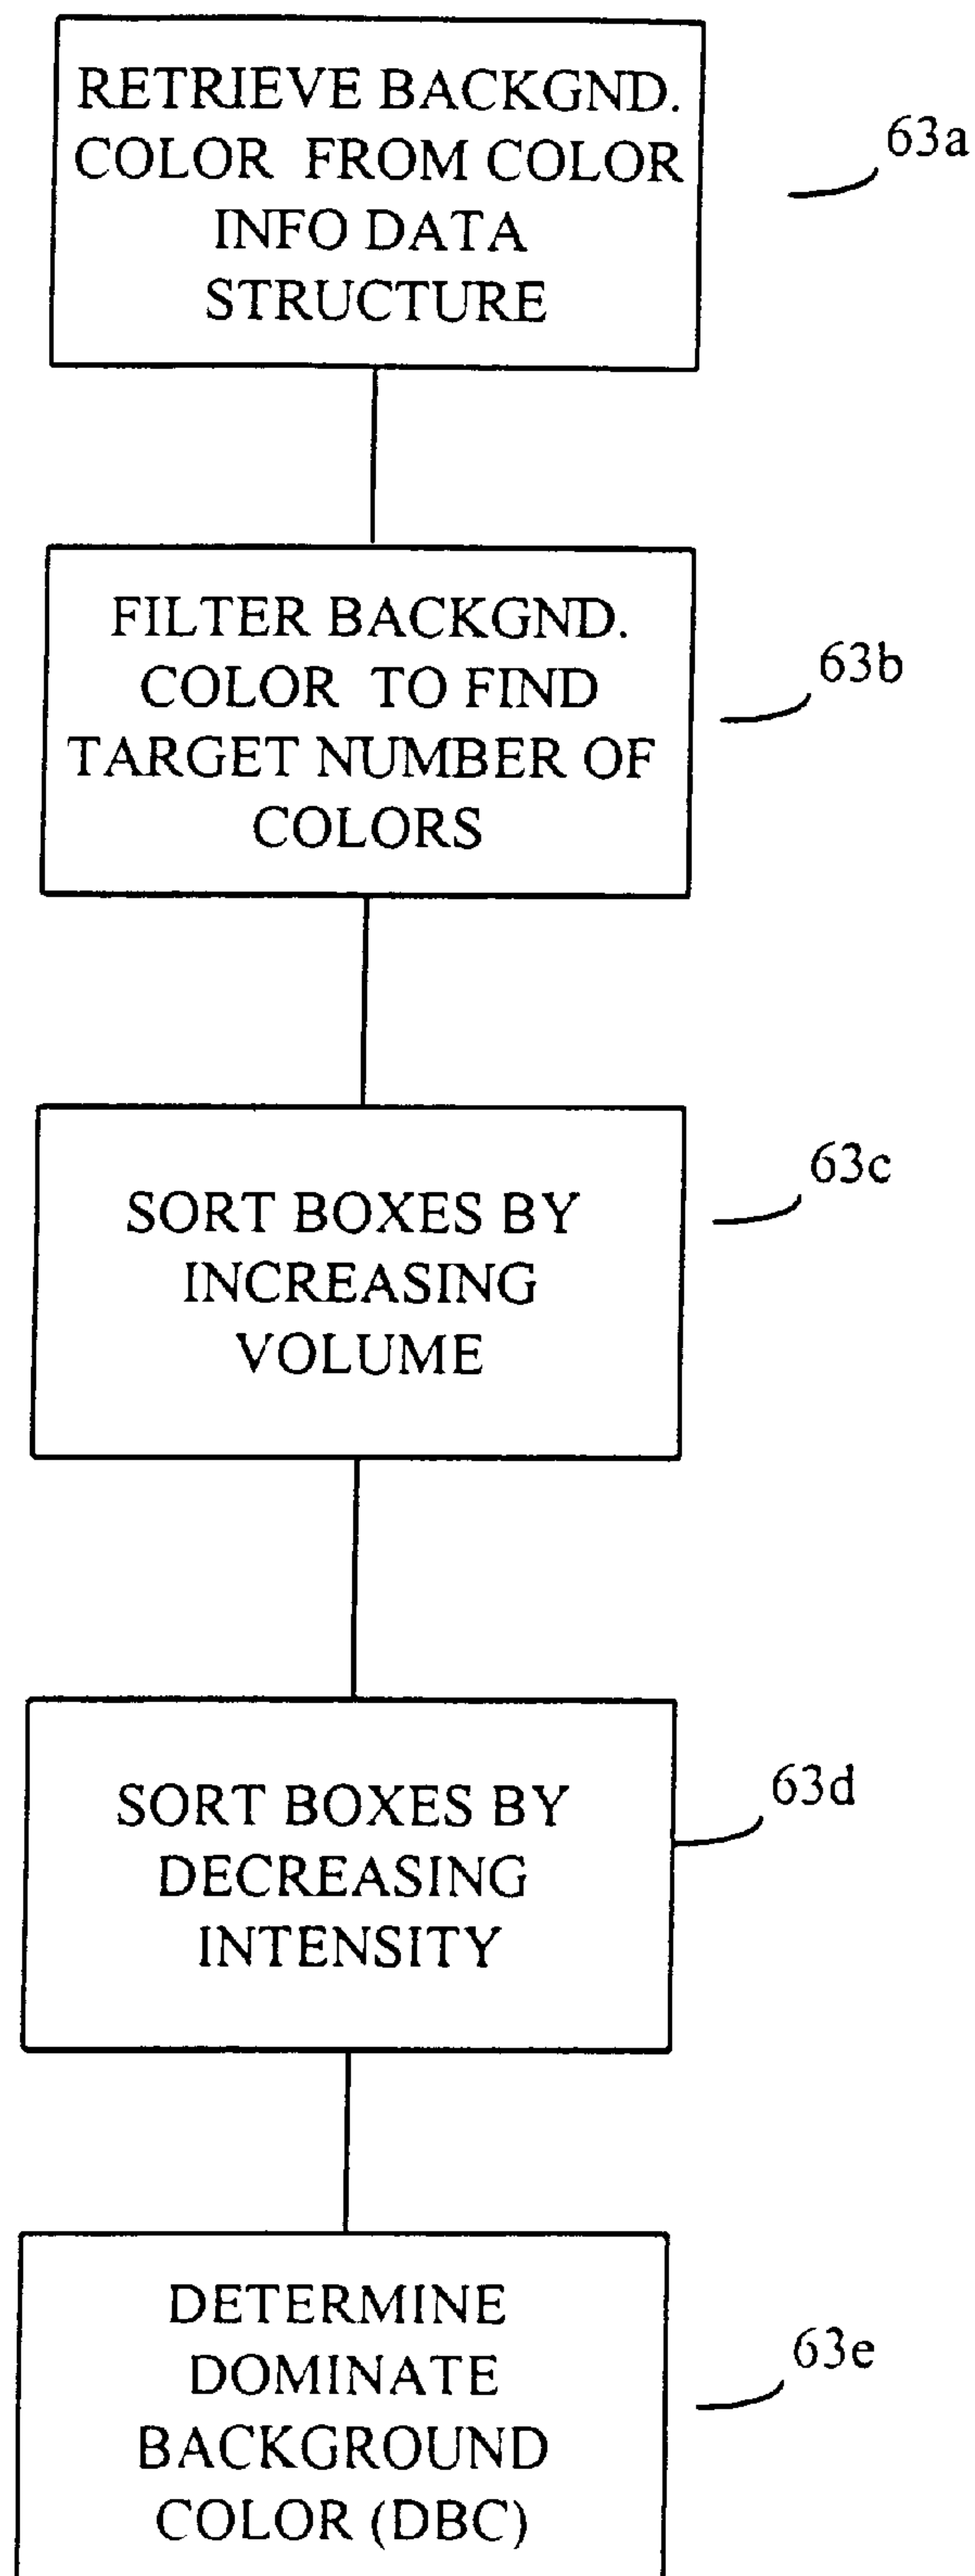 RETRIEVE BACKGND.
COLOR FROM COLOR
INFO DATA
STRUCTURE
63a
FILTER BACKGND.
COLOR TO FIND
TARGET NUMBER OF
COLORS
63b
SORT BOXES BY
INCREASING
VOLUME
63c
SORT BOXES BY
DECREASING
INTENSITY
63d
DETERMINE
DOMINATE
BACKGROUND
COLOR (DBC)
63e